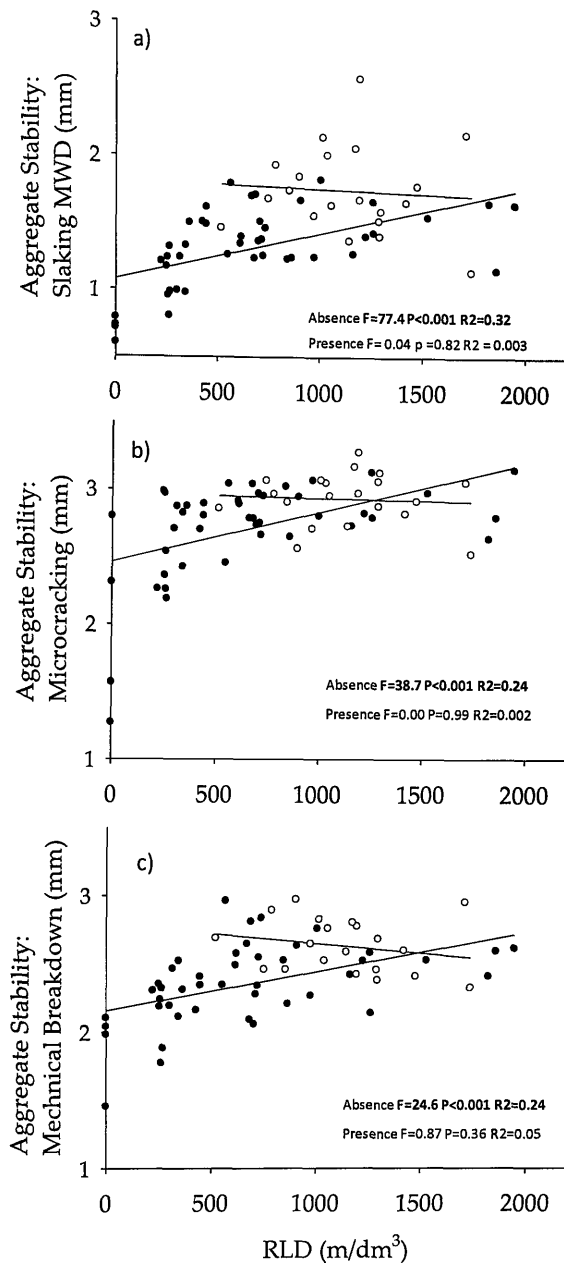 a)
Aggregate Stability:
Slaking MWD (mm)
3
2
1
Absence F=77.4 P<0.001 R2=0.32
Presence F= 0.04 p =0.82 R2 = 0.003
0 500 1000 1500 2000
b)
Aggregate Stability:
Microcracking (mm)
3
2
1
Absence F=38.7 P<0.001 R2=0.24
Presence F=0.00 P=0.99 R2=0.002
0 500 1000 1500 2000
c)
Aggregate Stability:
Mechnical Breakdown (mm)
3
2
1
Absence F=24.6 P<0.001 R2=0.24
Presence F=0.87 P=0.36 R2=0.05
0 500 1000 1500 2000
RLD (m/dm³)